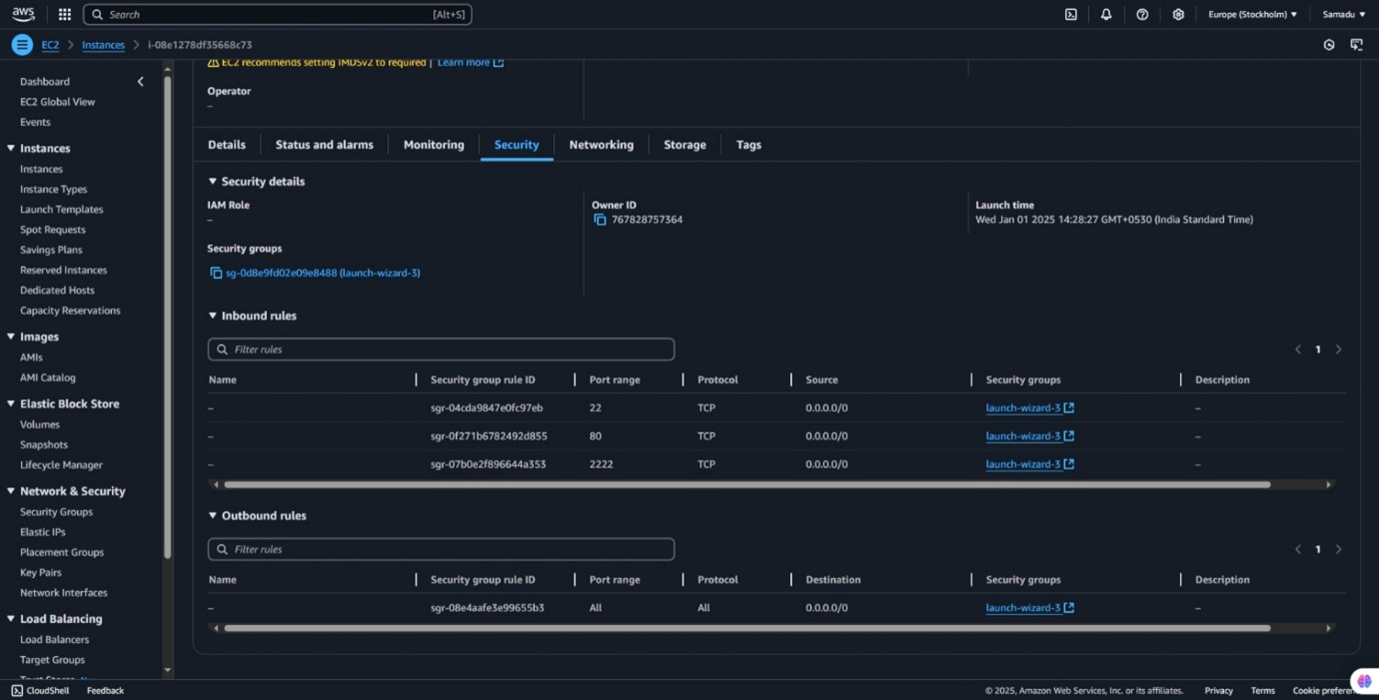 aws Search [Alt+S] Europe (Stockholm) Samadu
EC2 > Instances > i-08e1278df35668c73
Dashboard
EC2 Global View
Events
Instances
Instances
Instance Types
Launch Templates
Spot Requests
Savings Plans
Reserved Instances
Dedicated Hosts
Capacity Reservations
Images
AMIs
AMI Catalog
Elastic Block Store
Volumes
Snapshots
Lifecycle Manager
Network & Security
Security Groups
Elastic IPs
Placement Groups
Key Pairs
Network Interfaces
Load Balancing
Load Balancers
Target Groups
EC2 recommends setting IMDSv2 to required | Learn more
Operator
–
Details Status and alarms Monitoring Security Networking Storage Tags
Security details
IAM Role
–
Owner ID
767828757364
Launch time
Wed Jan 01 2025 14:28:27 GMT+0530 (India Standard Time)
Security groups
sg-0d8e9fd02e09e8488 (launch-wizard-3)
Inbound rules
Filter rules
< 1 >
Name Security group rule ID Port range Protocol Source Security groups Description
– sgr-04cda9847e0fc97eb 22 TCP 0.0.0.0/0 launch-wizard-3 –
– sgr-0f271b6782492d855 80 TCP 0.0.0.0/0 launch-wizard-3 –
– sgr-07b0e2f896644a353 2222 TCP 0.0.0.0/0 launch-wizard-3 –
Outbound rules
Filter rules
< 1 >
Name Security group rule ID Port range Protocol Destination Security groups Description
– sgr-08e4aafe3e99655b3 All All 0.0.0.0/0 launch-wizard-3 –
CloudShell Feedback © 2025, Amazon Web Services, Inc. or its affiliates. Privacy Terms Cookie preferen